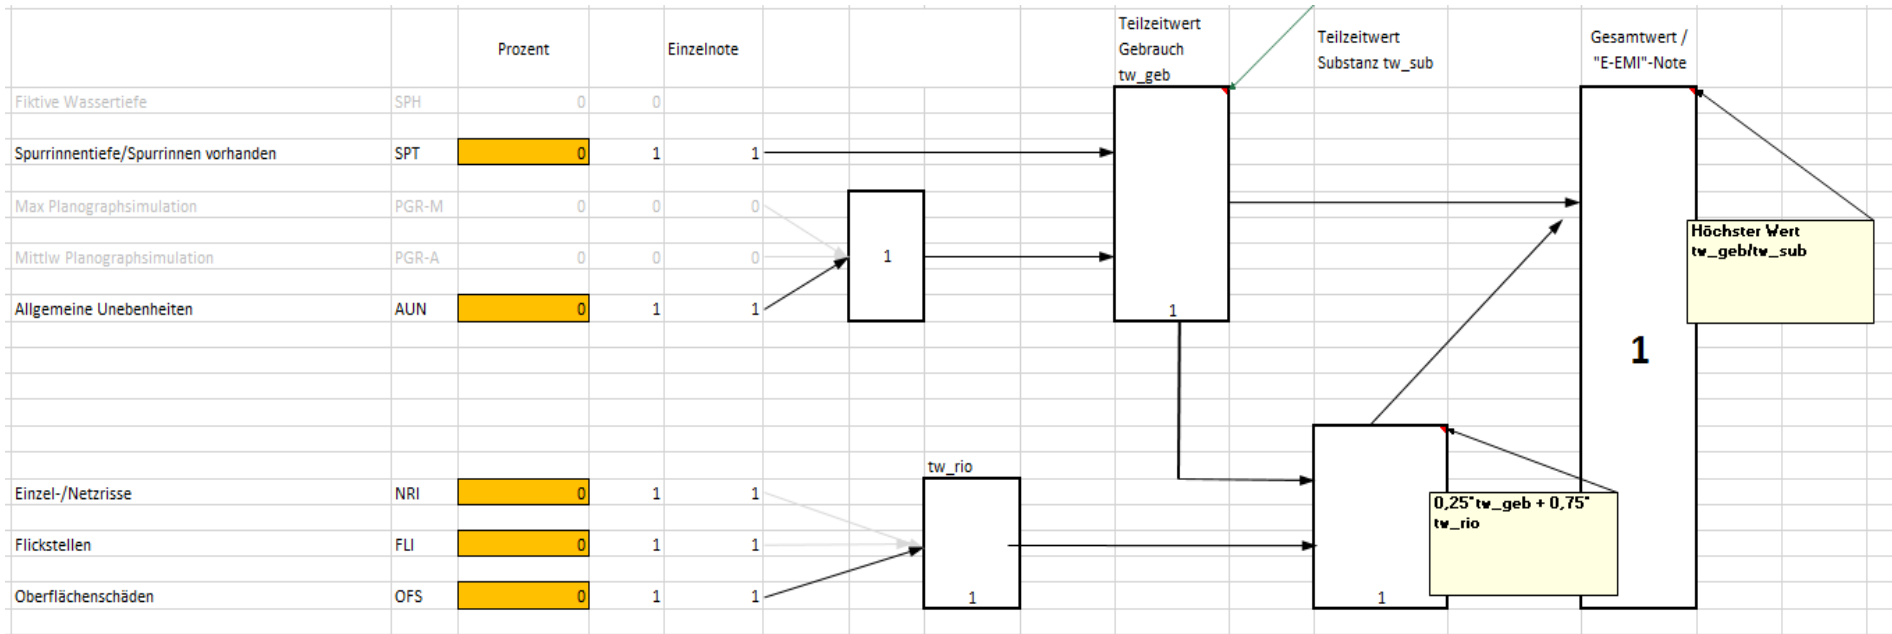 Prozent
Einzelnote
Teilzeitwert
Gebrauch
tw_geb
Teilzeitwert
Substanz tw_sub
Gesamtwert /
"E-EMI"-Note
Fiktive Wassertiefe SPH 0 0
Spurrinnentiefe/Spurrinnen vorhanden SPT 0 1 1
Max Planographsimulation PGR-M 0 0 0
Mittlw Planographsimulation PGR-A 0 0 0
1
Allgemeine Unebenheiten AUN 0 1 1
1
Höchster Wert
tw_geb/tw_sub
1
tw_rio
Einzel-/Netzrisse NRI 0 1 1
Flickstellen FLI 0 1 1
Oberflächenschäden OFS 0 1 1
1
0,25*tw_geb + 0,75*
tw_rio
1